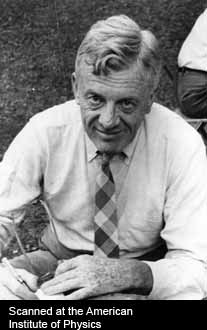 Scanned at the American
Institute of Physics